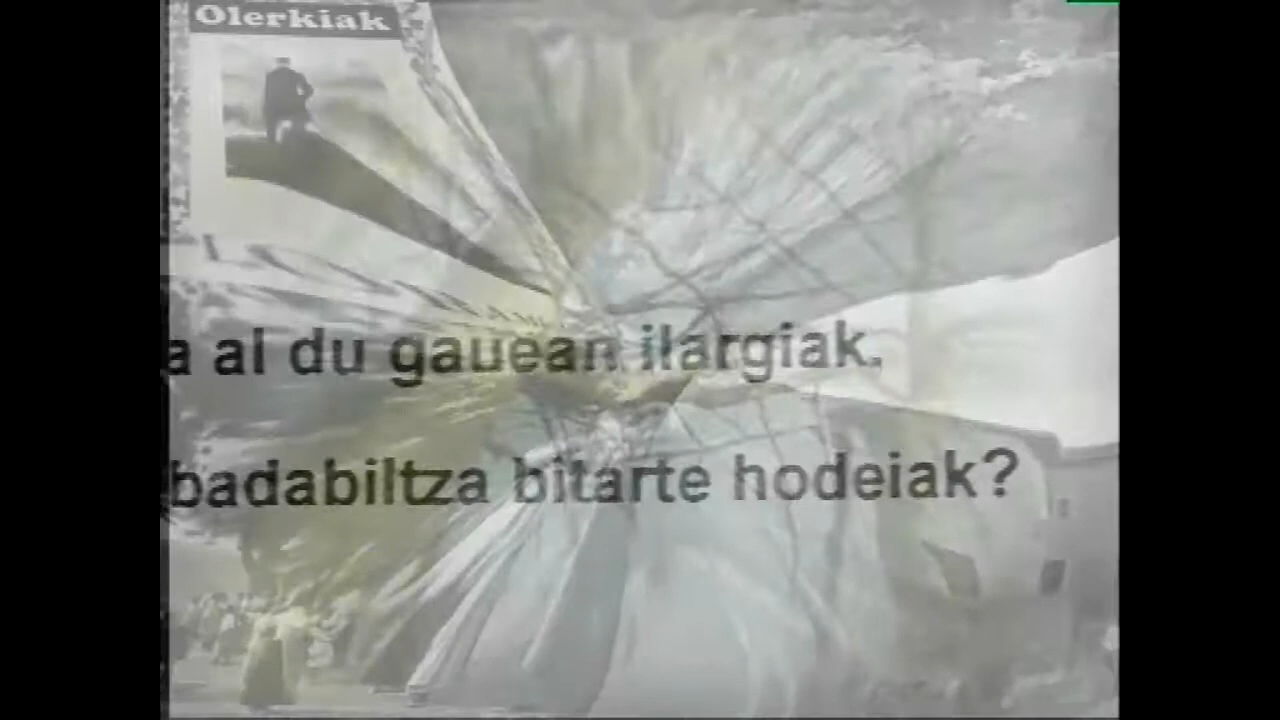 Olerkiak
a al du gauean ilargiak.
badabiltza bitarte hodeiak?